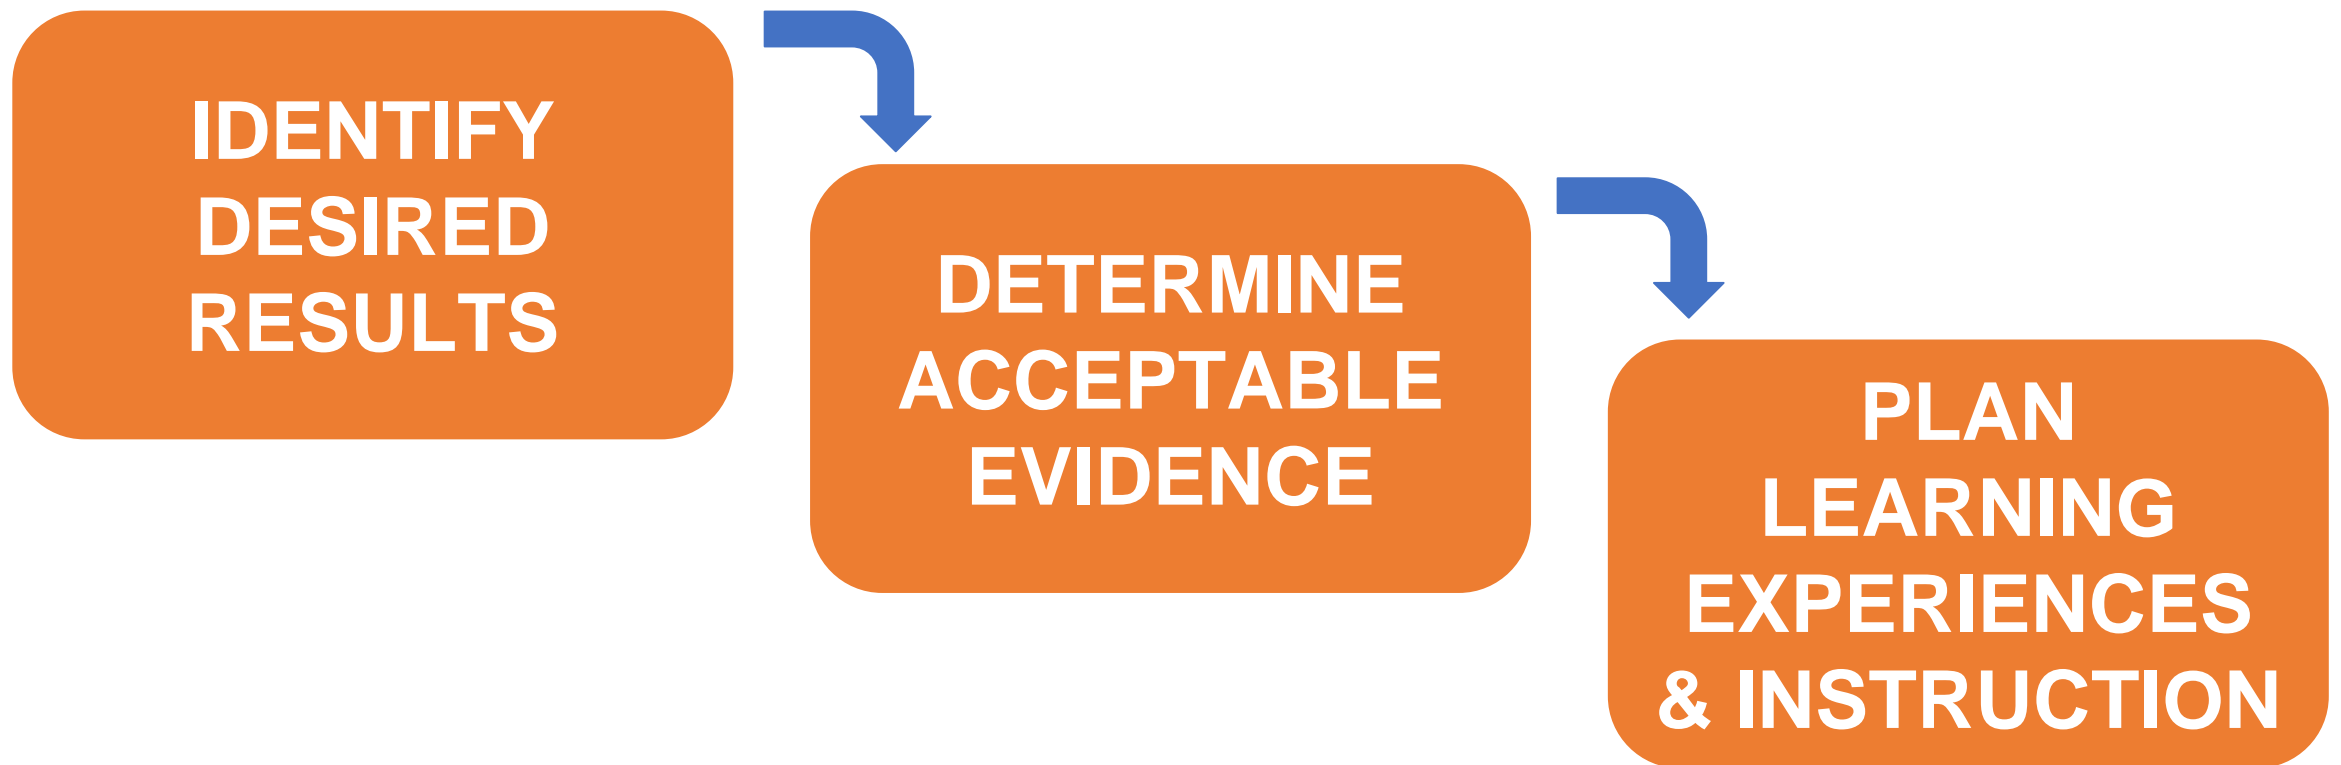 IDENTIFY
DESIRED
RESULTS
DETERMINE
ACCEPTABLE
EVIDENCE
PLAN
LEARNING
EXPERIENCES
& INSTRUCTION